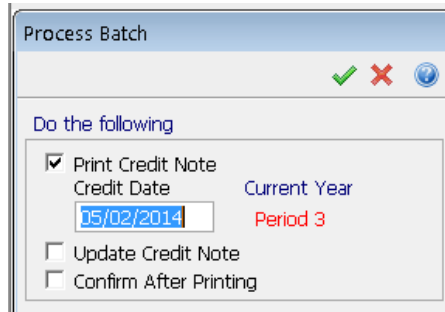 Process Batch
Do the following
Print Credit Note
Credit Date Current Year
05/02/2014 Period 3
Update Credit Note
Confirm After Printing